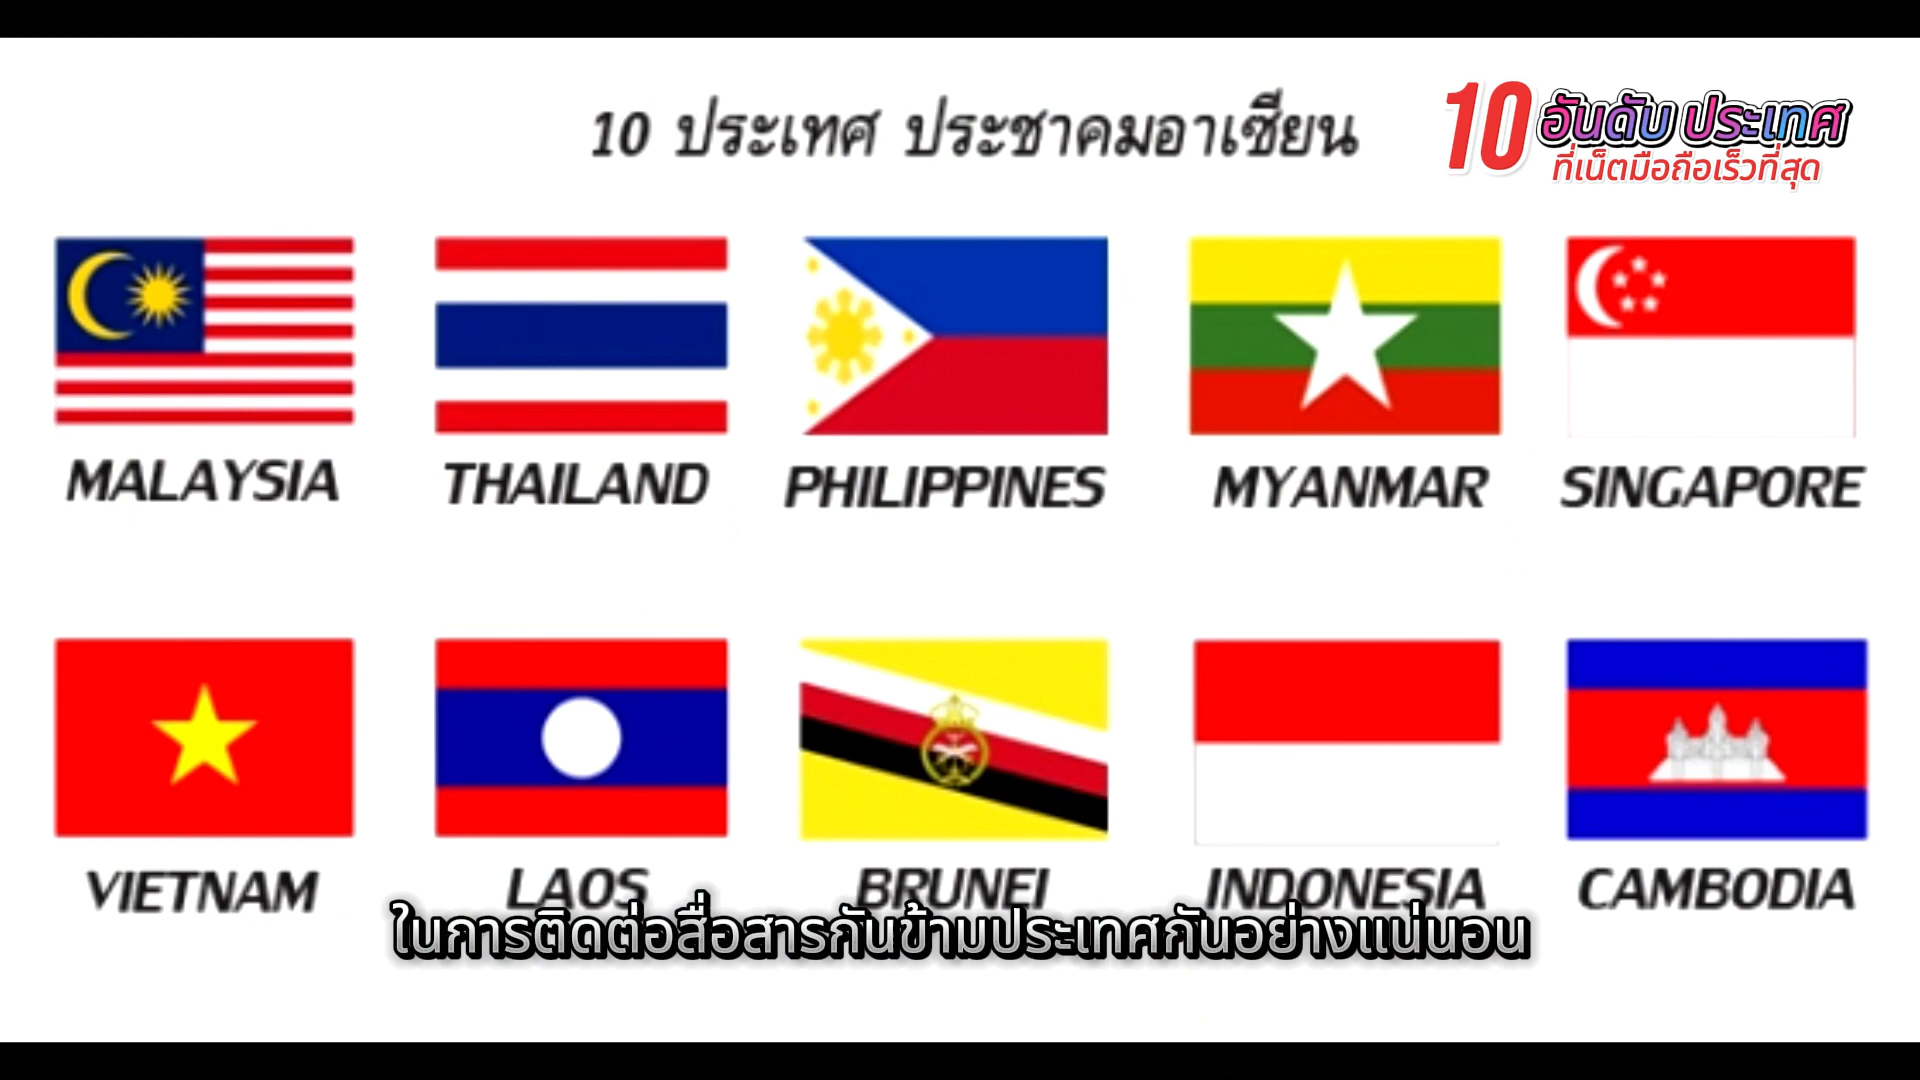 10 ประเทศ ประชาคมอาเซียน
10 อันดับ ประเทศ
ที่เน็ตมือถือเร็วที่สุด
MALAYSIA THAILAND PHILIPPINES MYANMAR SINGAPORE
VIETNAM LAOS BRUNEI INDONESIA CAMBODIA
ในการติดต่อสื่อสารกันข้ามประเทศกันอย่างแน่นอน